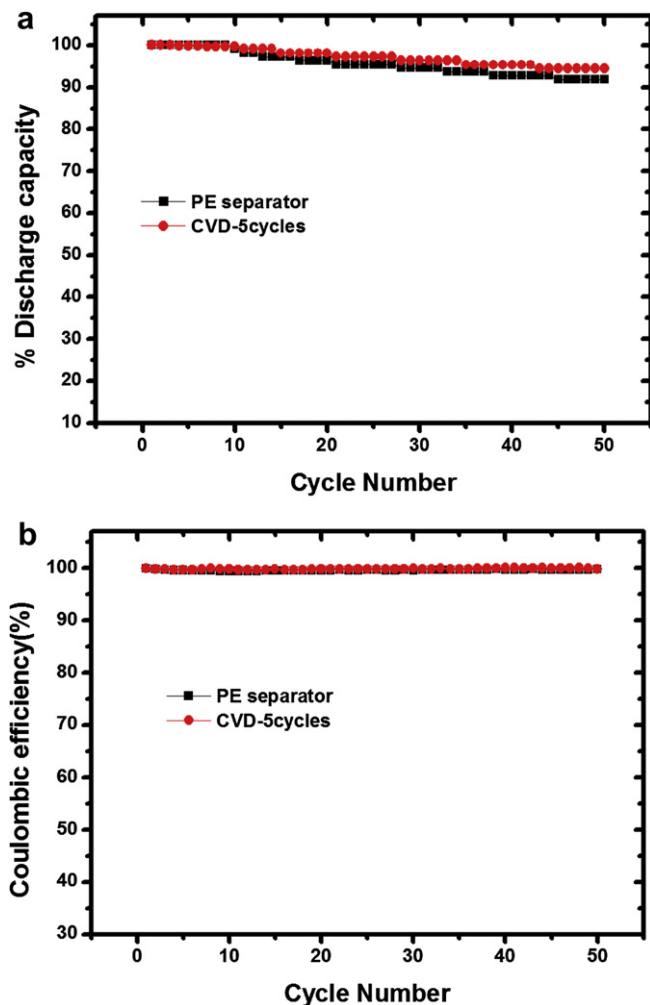 a
100
90
80
70
60
50
40
30
20
10
% Discharge capacity
PE separator
CVD-5cycles
0 10 20 30 40 50
Cycle Number
b
100
90
80
70
60
50
40
30
Coulombic efficiency(%)
PE separator
CVD-5cycles
0 10 20 30 40 50
Cycle Number